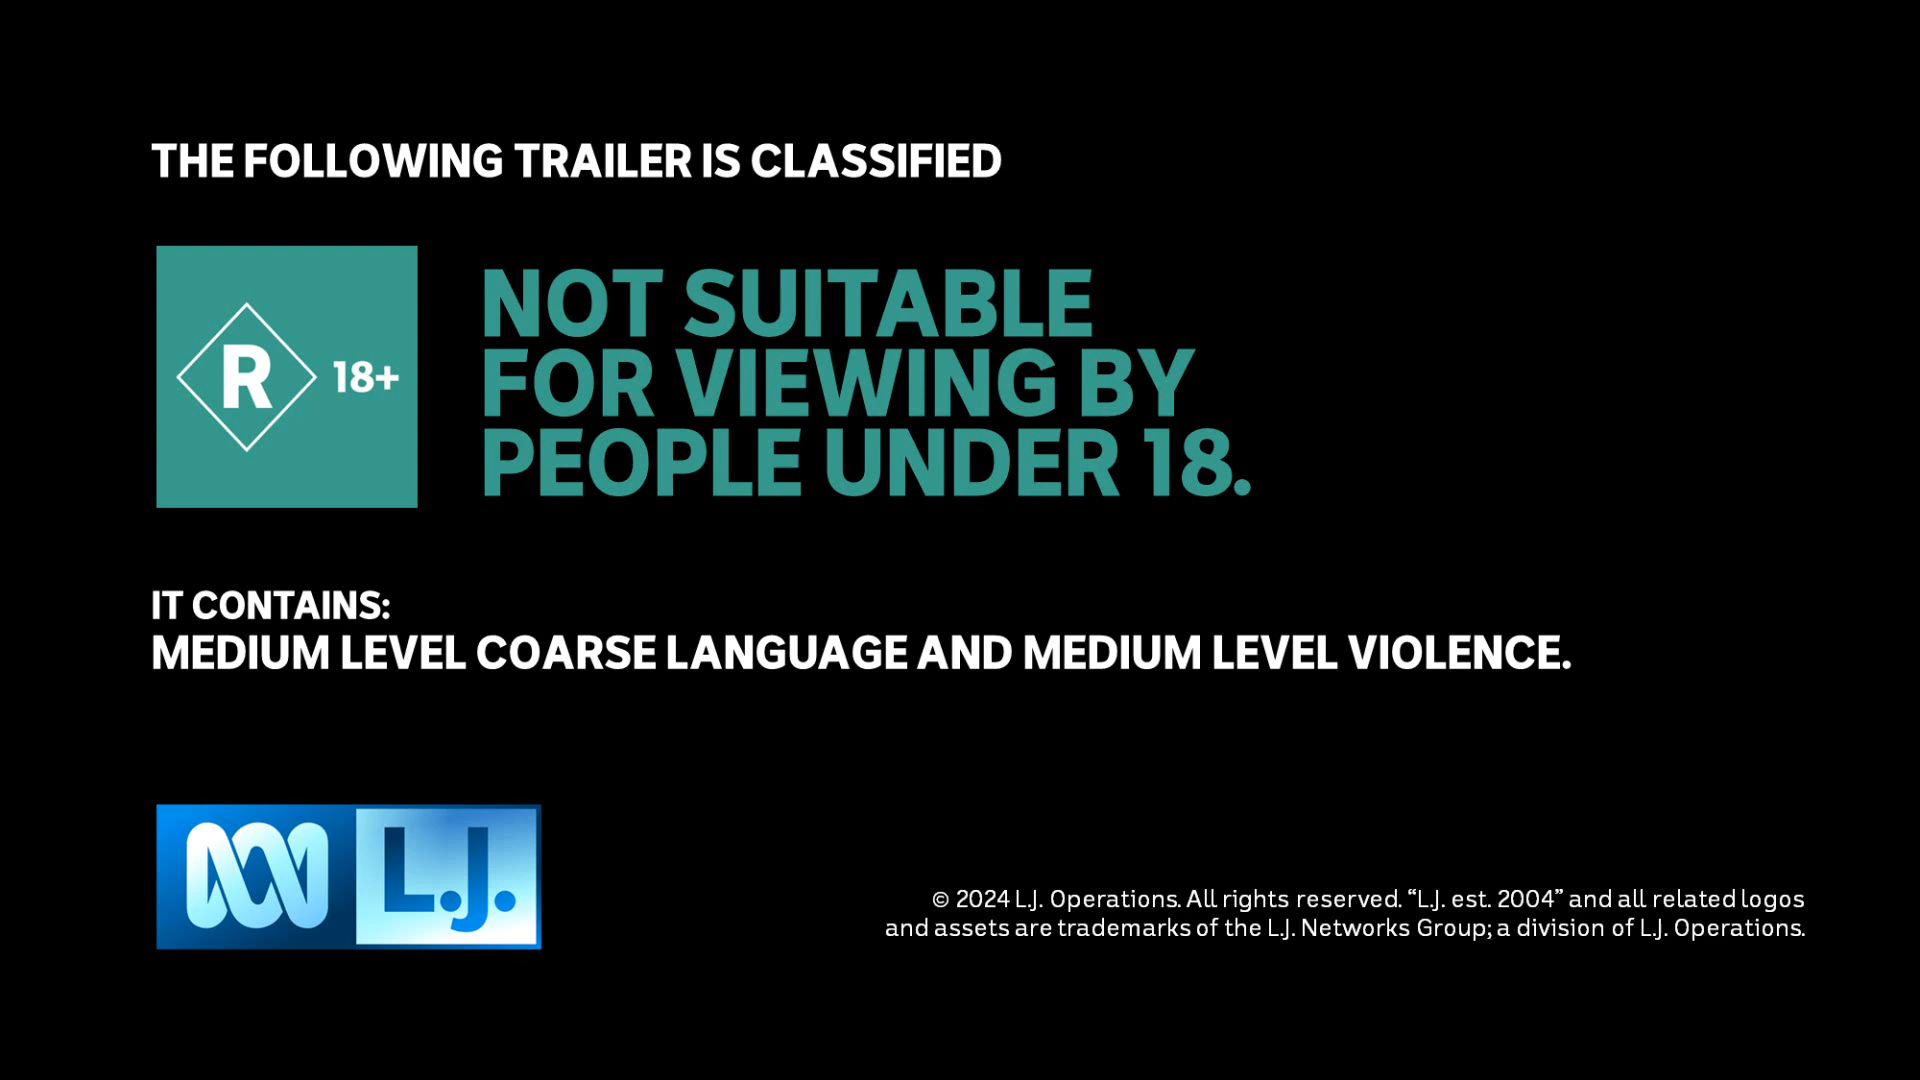 THE FOLLOWING TRAILER IS CLASSIFIED
R 18+
NOT SUITABLE
FOR VIEWING BY
PEOPLE UNDER 18.
IT CONTAINS:
MEDIUM LEVEL COARSE LANGUAGE AND MEDIUM LEVEL VIOLENCE.
L.J.
© 2024 L.J. Operations. All rights reserved. “L.J. est. 2004” and all related logos
and assets are trademarks of the L.J. Networks Group; a division of L.J. Operations.